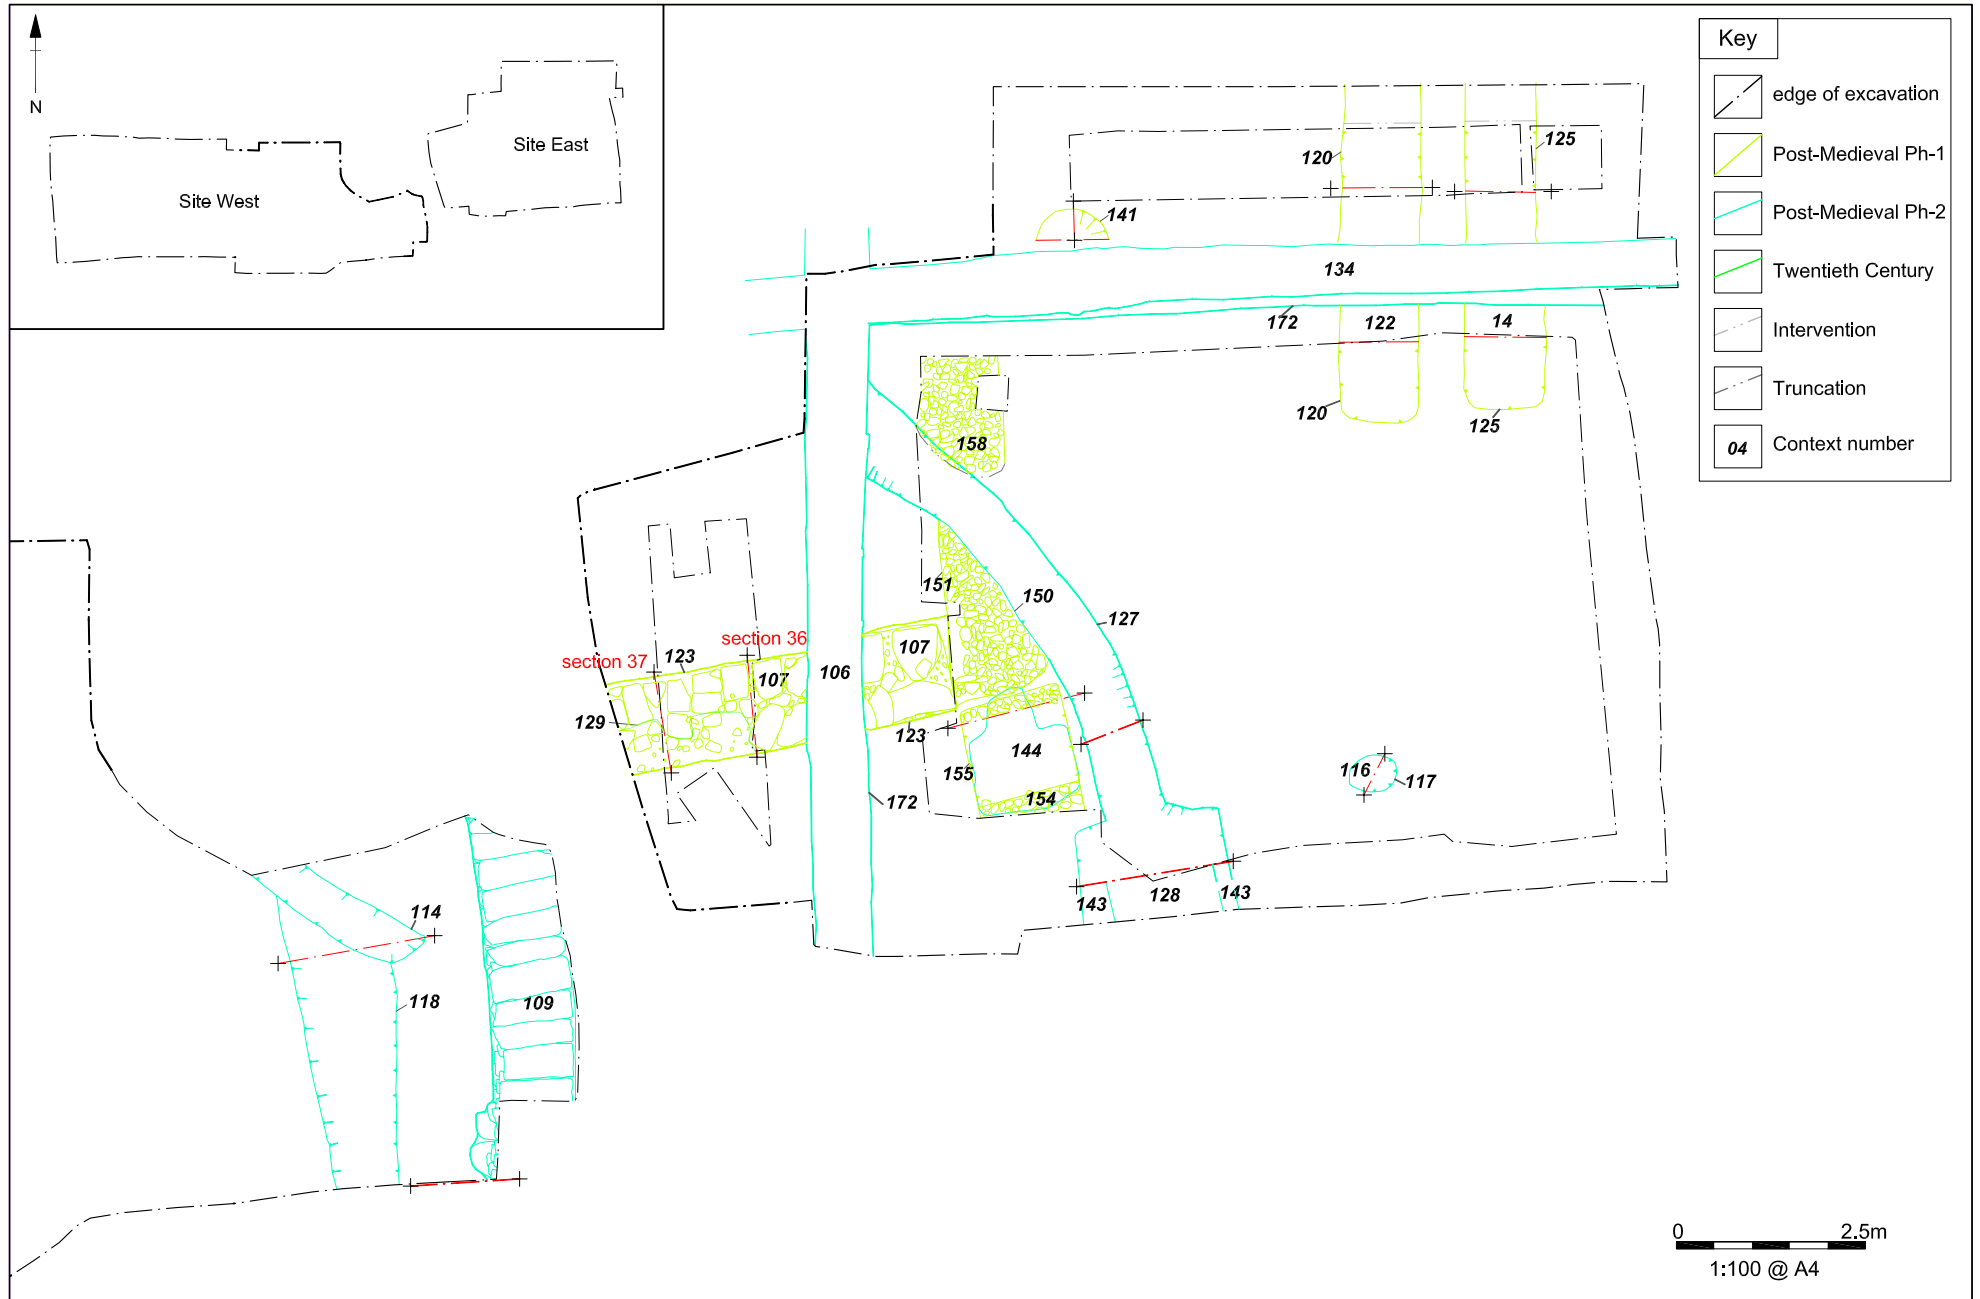 N
Site West
Site East
Key
edge of excavation
Post-Medieval Ph-1
Post-Medieval Ph-2
Twentieth Century
Intervention
Truncation
04 Context number
125
120
141
134
172
122
14
120
125
158
151
150
127
section 36
section 37
123
107
107
106
129
123
144
155
154
172
116
117
143
128
143
114
118
109
0 2.5m
1:100 @ A4